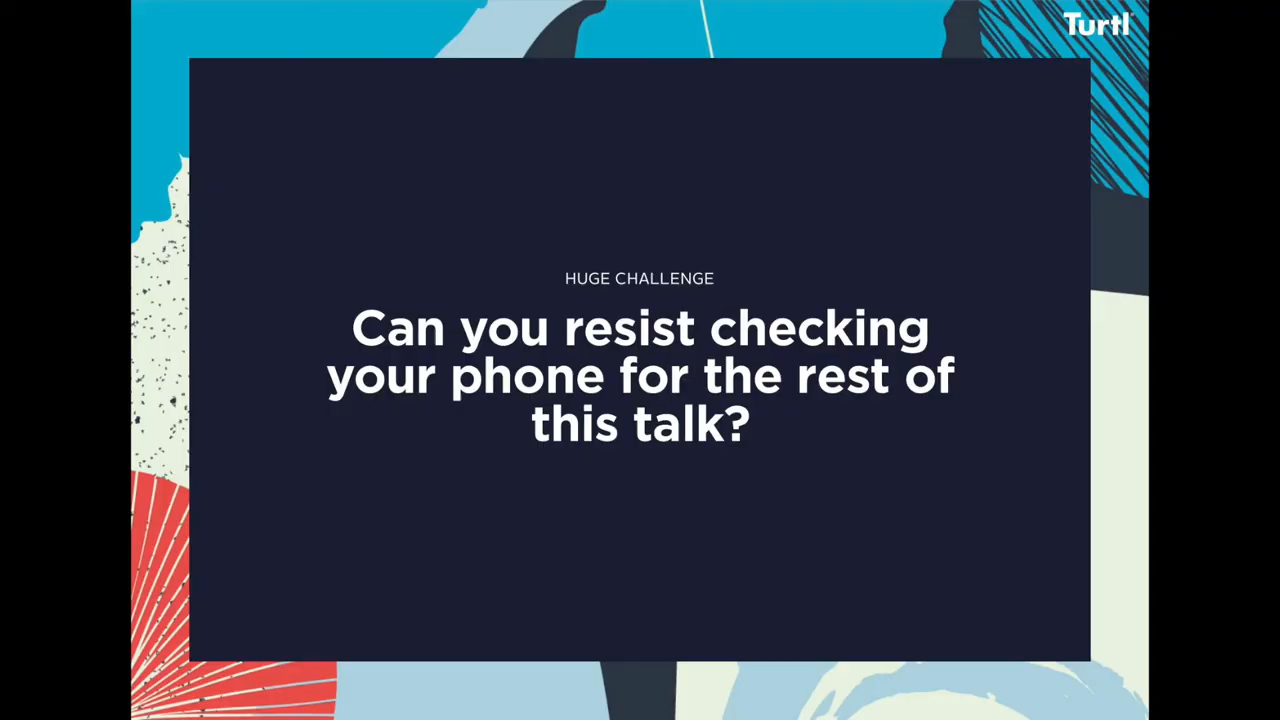 Turtl
HUGE CHALLENGE
Can you resist checking
your phone for the rest of
this talk?